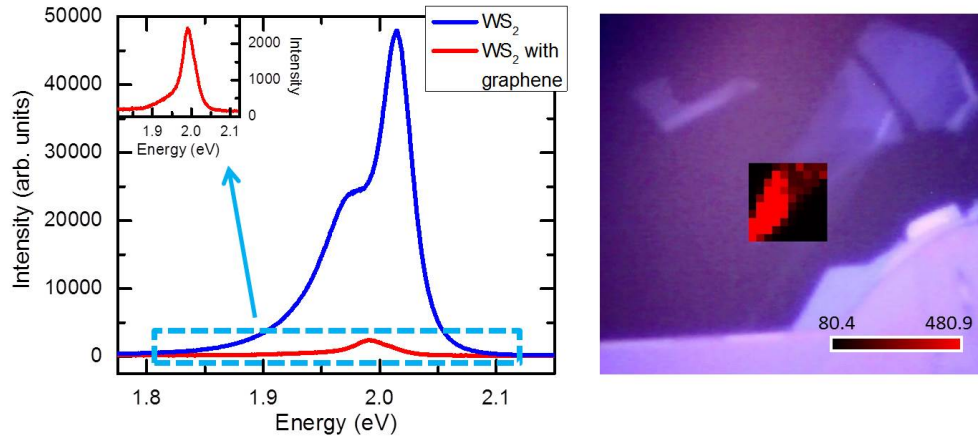 50000
40000
30000
20000
10000
0
Intensity (arb. units)
1.8
1.9
2.0
2.1
Energy (eV)
WS₂
WS₂ with
graphene
2000
1000
0
Intensity
1.9
2.0
2.1
Energy (eV)
80.4
480.9